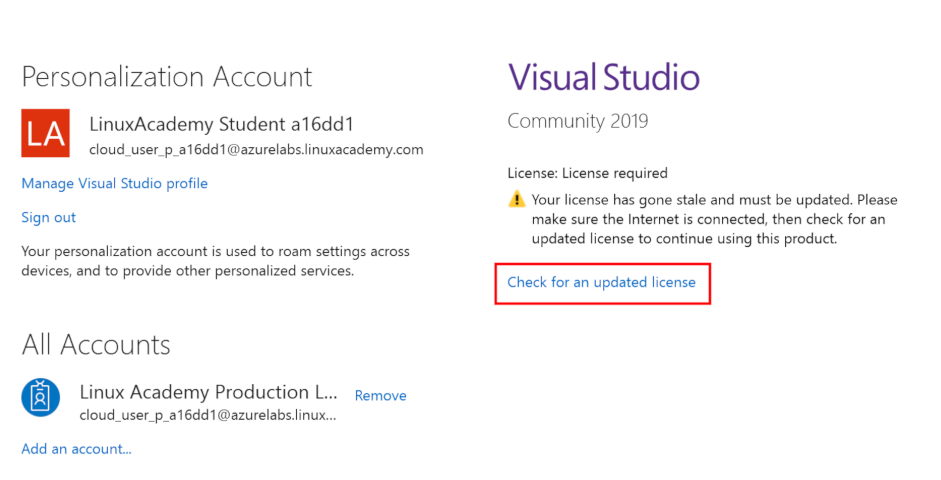 Personalization Account
LA
LinuxAcademy Student a16dd1
cloud_user_p_a16dd1@azurelabs.linuxacademy.com
Manage Visual Studio profile
Sign out
Your personalization account is used to roam settings across
devices, and to provide other personalized services.
All Accounts
Linux Academy Production L...
Remove
cloud_user_p_a16dd1@azurelabs.linux...
Add an account...
Visual Studio
Community 2019
License: License required
Your license has gone stale and must be updated. Please
make sure the Internet is connected, then check for an
updated license to continue using this product.
Check for an updated license